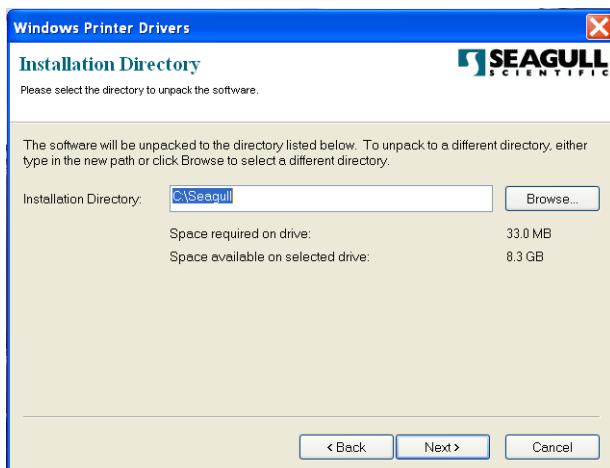 Windows Printer Drivers
Installation Directory
SEAGULL
SCIENTIFIC
Please select the directory to unpack the software.
The software will be unpacked to the directory listed below. To unpack to a different directory, either
type in the new path or click Browse to select a different directory.
Installation Directory: C:\Seagull Browse...
Space required on drive: 33.0 MB
Space available on selected drive: 8.3 GB
< Back Next > Cancel